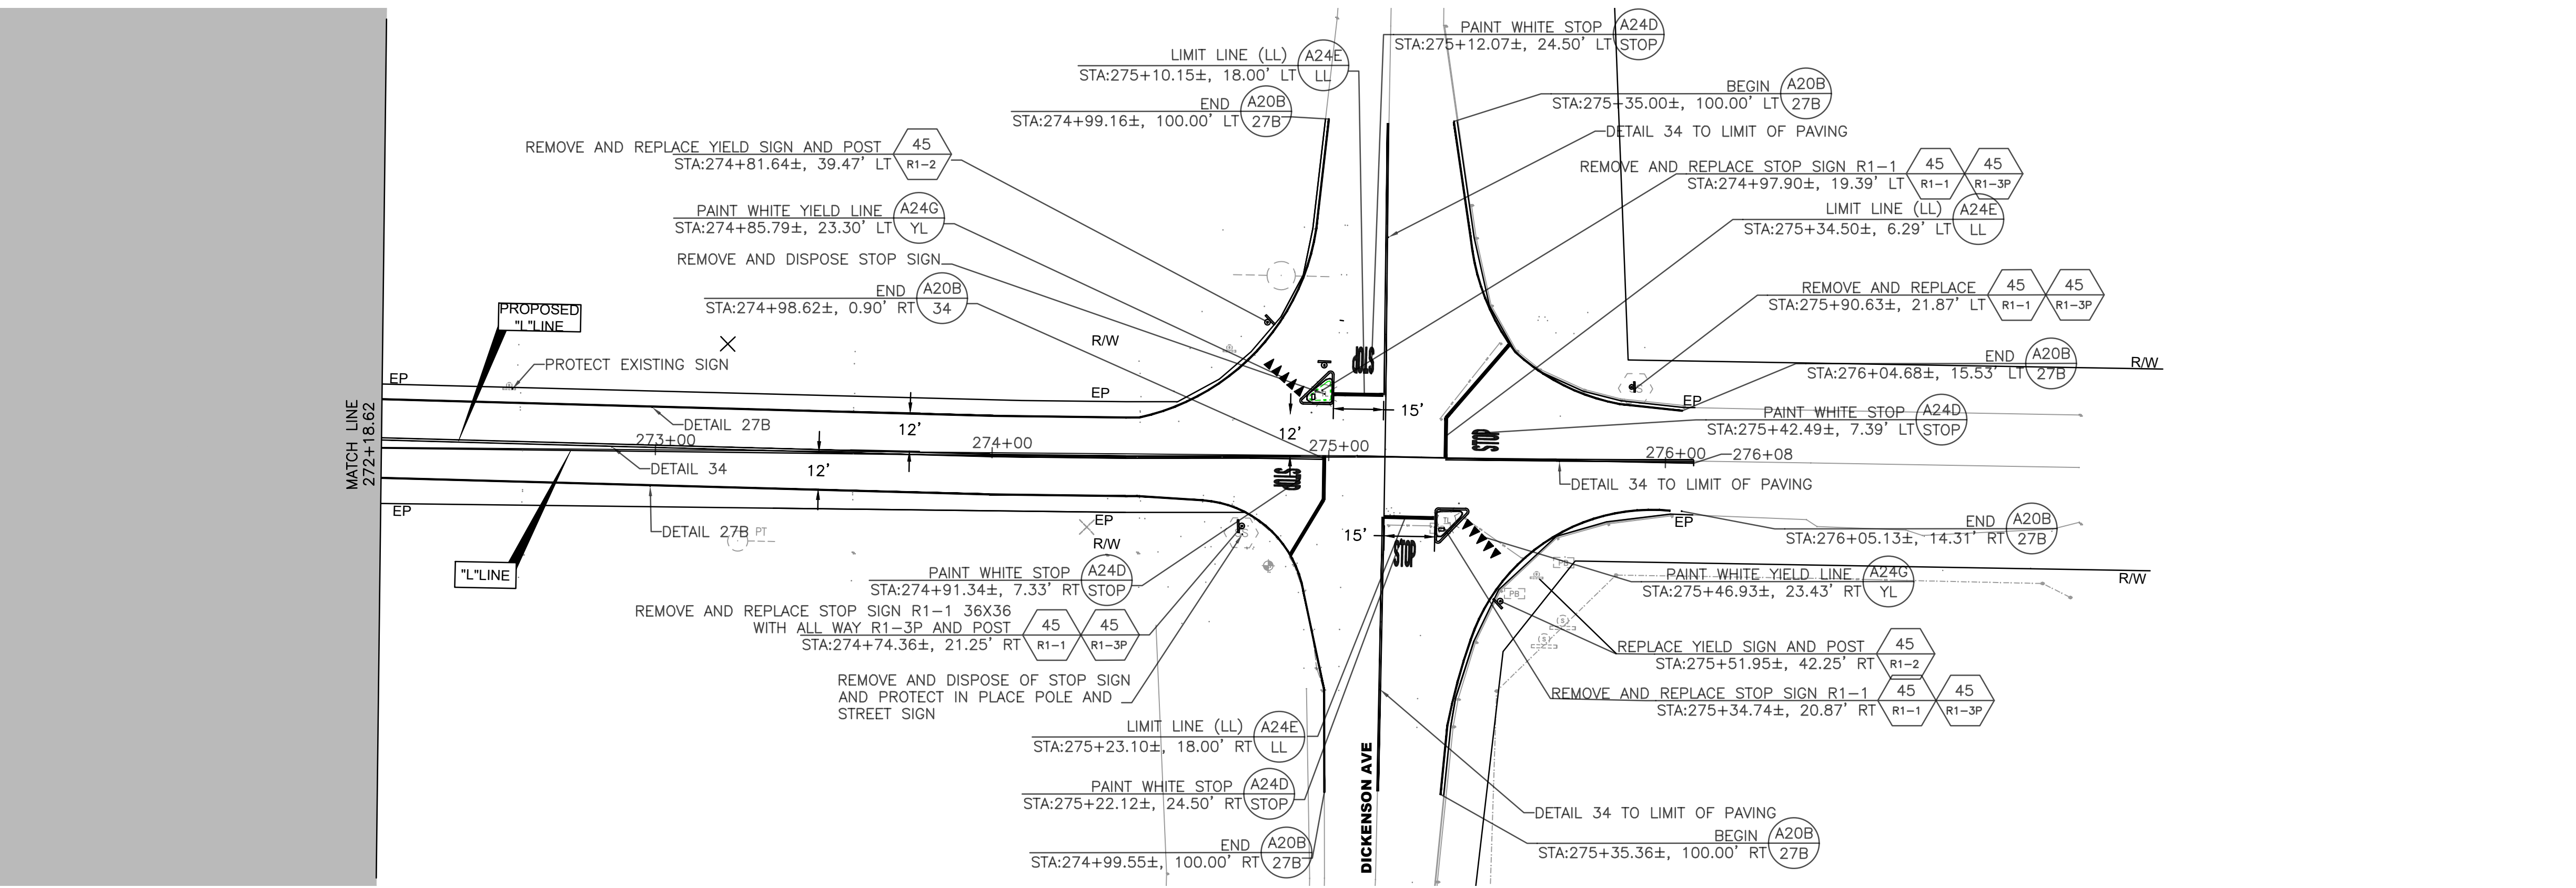 PAINT WHITE STOP A24D
STA:275+12.07±, 24.50' LT STOP
LIMIT LINE (LL) A24E
STA:275+10.15±, 18.00' LT LL
END A20B
STA:274+99.16±, 100.00' LT 27B
BEGIN A20B
STA:275+35.00±, 100.00' LT 27B
DETAIL 34 TO LIMIT OF PAVING
REMOVE AND REPLACE YIELD SIGN AND POST 45
STA:274+81.64±, 39.47' LT R1-2
REMOVE AND REPLACE STOP SIGN R1-1 45 45
STA:274+97.90±, 19.39' LT R1-1 R1-3P
PAINT WHITE YIELD LINE A24G
STA:274+85.79±, 23.30' LT YL
LIMIT LINE (LL) A24E
STA:275+34.50±, 6.29' LT LL
REMOVE AND DISPOSE STOP SIGN
END A20B
STA:274+98.62±, 0.90' RT 34
REMOVE AND REPLACE 45 45
STA:275+90.63±, 21.87' LT R1-1 R1-3P
PROPOSED
"L"LINE
R/W
END A20B
STA:276+04.68±, 15.53' LT 27B
R/W
PROTECT EXISTING SIGN
STOP
EP
EP
EP
15'
PAINT WHITE STOP A24D
STA:275+42.49±, 7.39' LT STOP
DETAIL 27B
12'
12'
STOP
MATCH LINE
272+18.62
273+00
274+00
275+00
276+00
276+08
DETAIL 34
12'
STOP
DETAIL 34 TO LIMIT OF PAVING
EP
EP
EP
DETAIL 27B
PT
R/W
15'
STOP
END A20B
STA:276+05.13±, 14.31' RT 27B
"L"LINE
PB
R/W
PAINT WHITE STOP A24D
STA:274+91.34±, 7.33' RT STOP
PAINT WHITE YIELD LINE A24G
STA:275+46.93±, 23.43' RT YL
PB
(S)
(S)
REMOVE AND REPLACE STOP SIGN R1-1 36X36
WITH ALL WAY R1-3P AND POST 45 45
STA:274+74.36±, 21.25' RT R1-1 R1-3P
REPLACE YIELD SIGN AND POST 45
STA:275+51.95±, 42.25' RT R1-2
REMOVE AND DISPOSE OF STOP SIGN
AND PROTECT IN PLACE POLE AND
STREET SIGN
REMOVE AND REPLACE STOP SIGN R1-1 45 45
STA:275+34.74±, 20.87' RT R1-1 R1-3P
LIMIT LINE (LL) A24E
STA:275+23.10±, 18.00' RT LL
PAINT WHITE STOP A24D
STA:275+22.12±, 24.50' RT STOP
DICKENSON AVE
DETAIL 34 TO LIMIT OF PAVING
END A20B
STA:274+99.55±, 100.00' RT 27B
BEGIN A20B
STA:275+35.36±, 100.00' RT 27B